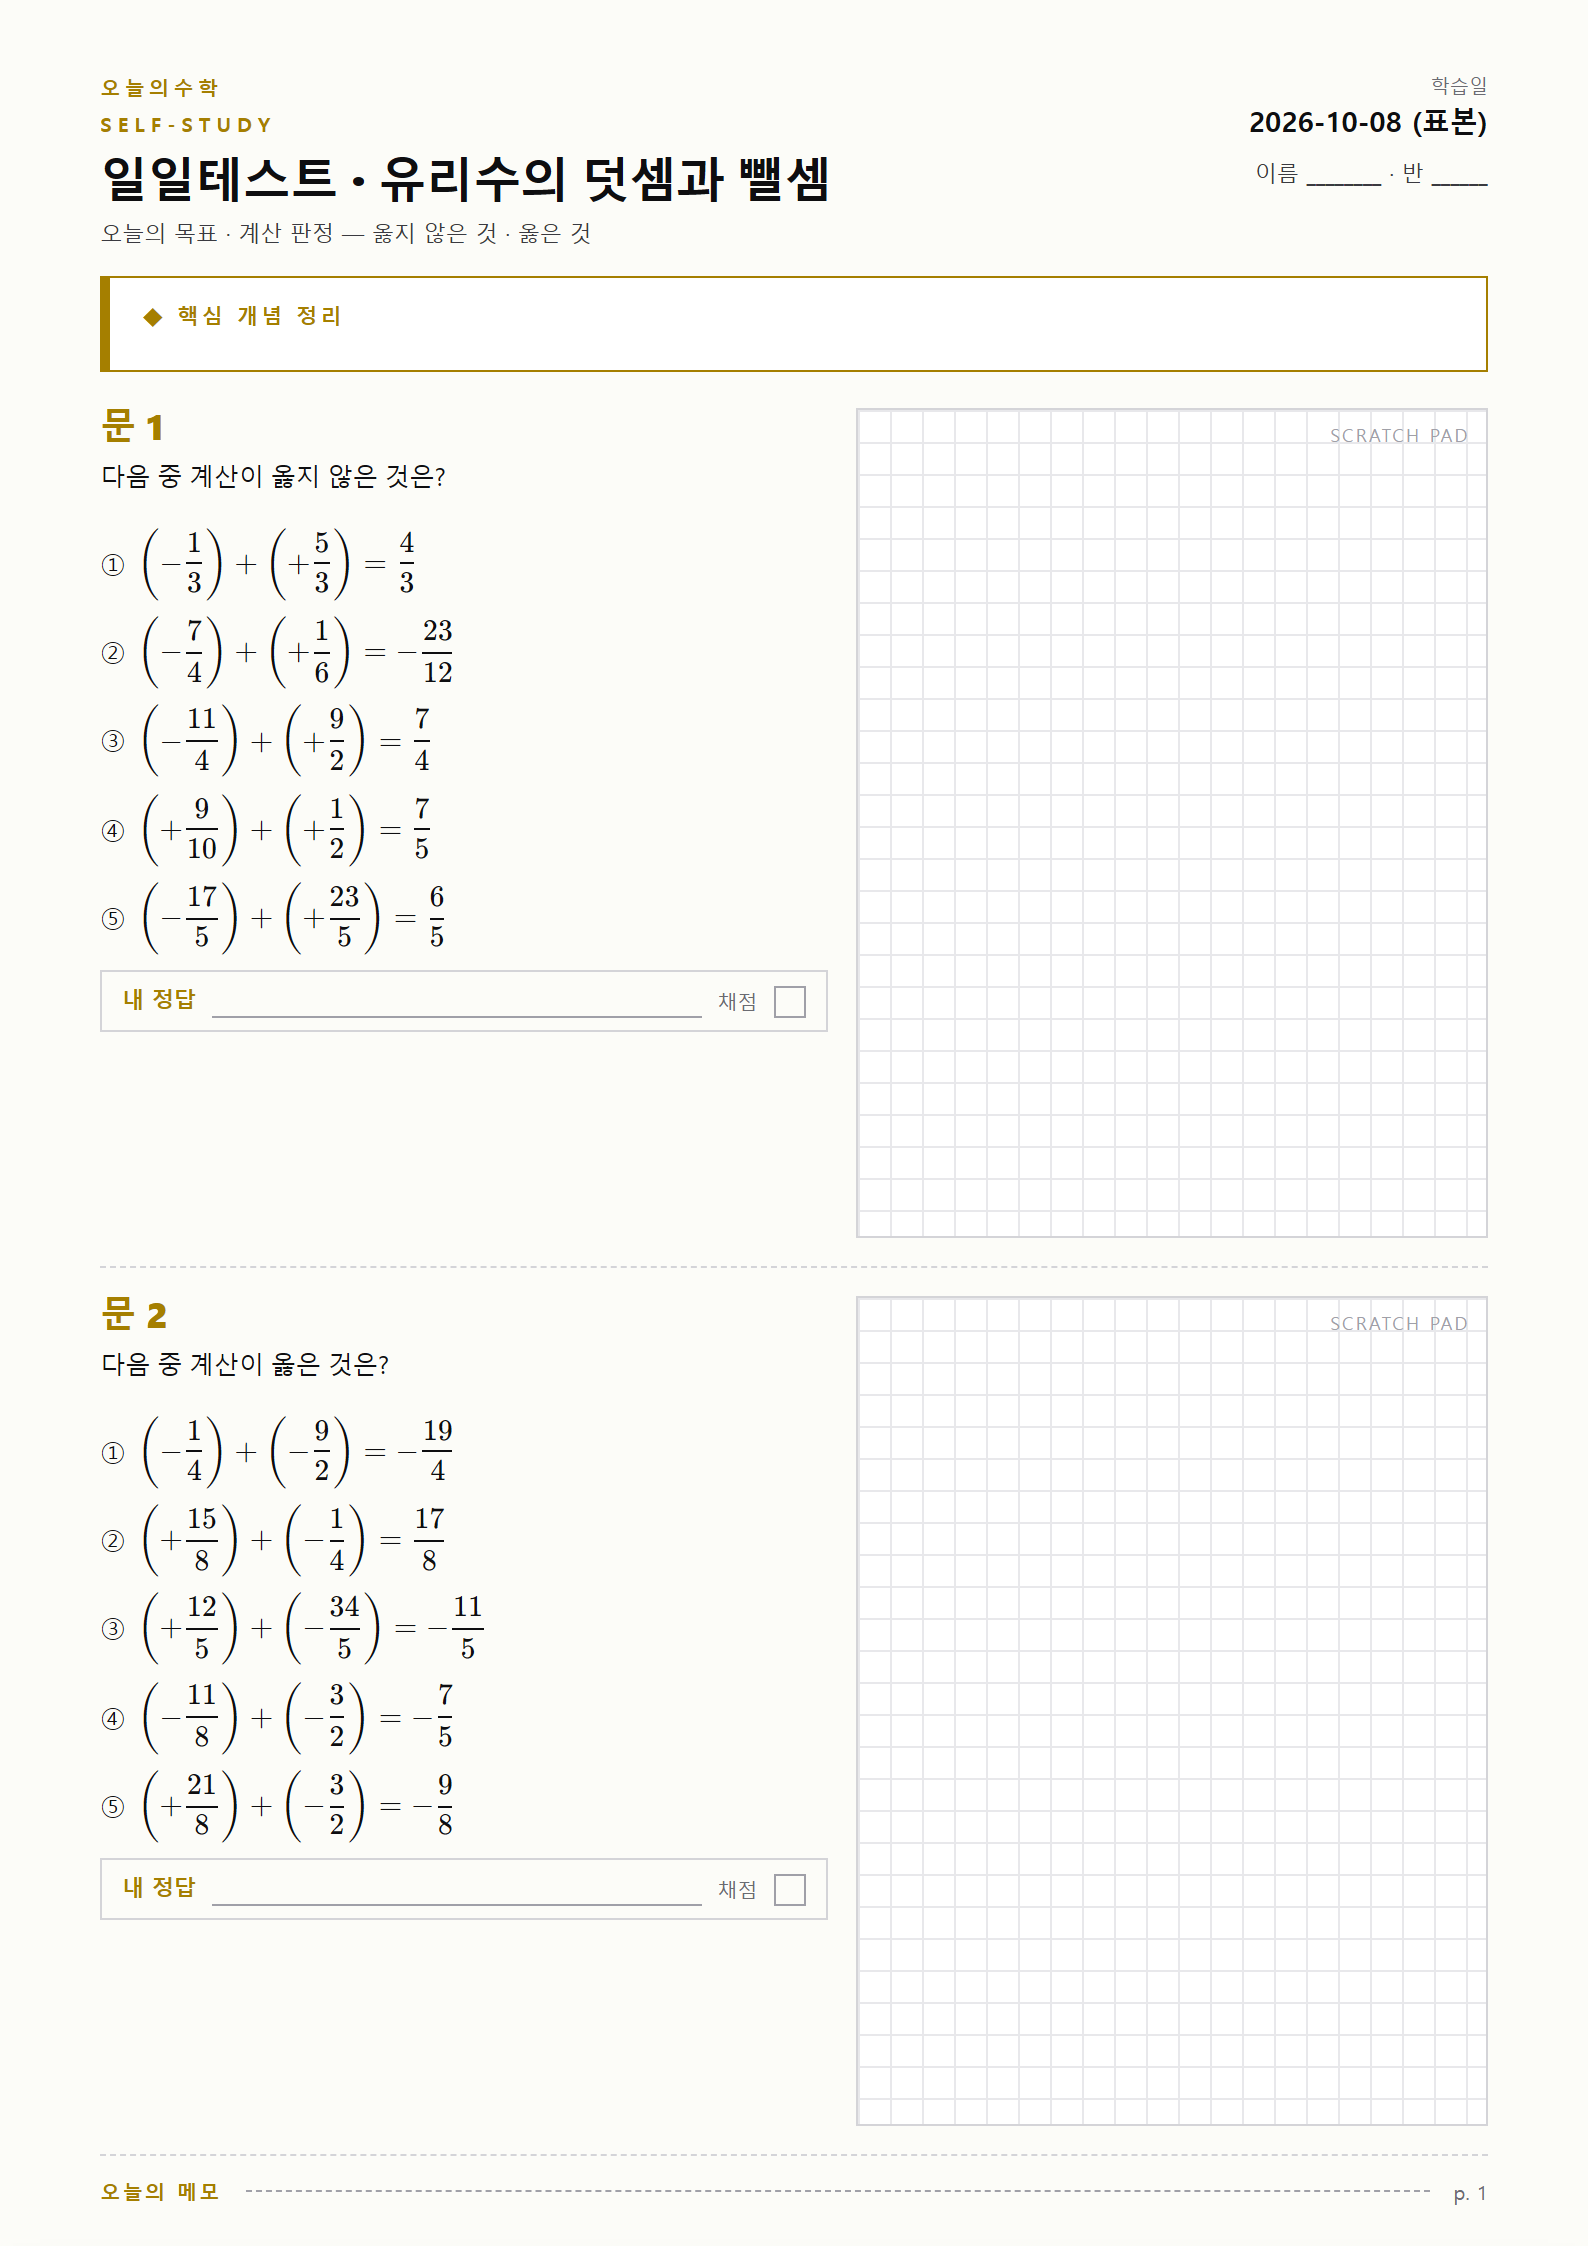 오늘의수학
SELF-STUDY
일일테스트 · 유리수의 덧셈과 뺄셈
오늘의 목표 · 계산 판정 — 옳지 않은 것 · 옳은 것
학습일
2026-10-08 (표본)
이름 ________ · 반 ______
◆ 핵심 개념 정리
문 1
다음 중 계산이 옳지 않은 것은?
① (−1/3) + (+5/3) = 4/3
② (−7/4) + (+1/6) = −23/12
③ (−11/4) + (+9/2) = 7/4
④ (+9/10) + (+1/2) = 7/5
⑤ (−17/5) + (+23/5) = 6/5
내 정답 채점
SCRATCH PAD
문 2
다음 중 계산이 옳은 것은?
① (−1/4) + (−9/2) = −19/4
② (+15/8) + (−1/4) = 17/8
③ (+12/5) + (−34/5) = −11/5
④ (−11/8) + (−3/2) = −7/5
⑤ (+21/8) + (−3/2) = −9/8
내 정답 채점
SCRATCH PAD
오늘의 메모
p. 1